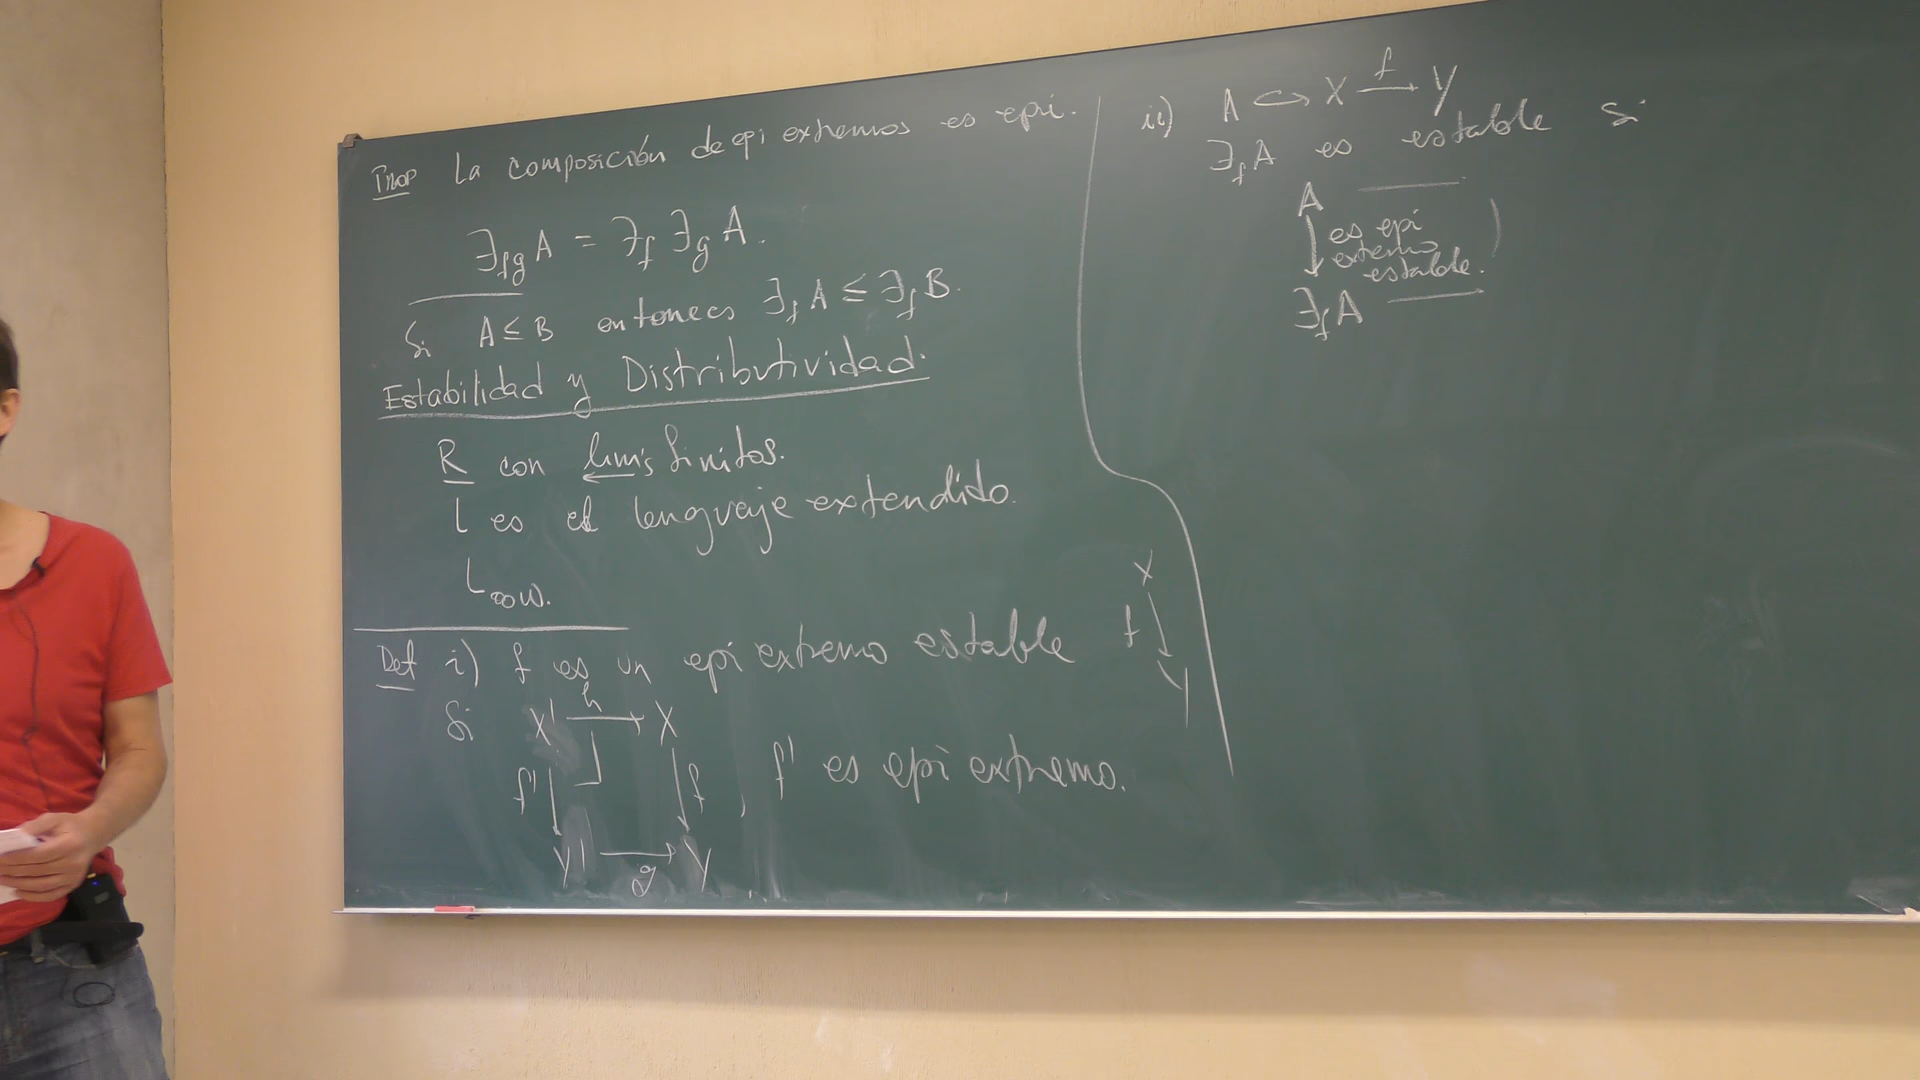 Prop La composición de epi extremos es epi.
∃_{fg} A = ∃_f ∃_g A.
Si A ≤ B entonces ∃_f A ≤ ∃_f B.
Estabilidad y Distributividad.
R con lim's finitos.
L es el lenguaje extendido.
L_{∞ω}.
Def i) f es un epi extremo estable
X
f
Y
Si X' h X
f' f , f' es epi extremo.
Y' g Y
ii) A ↪ X f→ Y
∃_f A es estable si
A
es epi
extremo
estable.
∃_f A